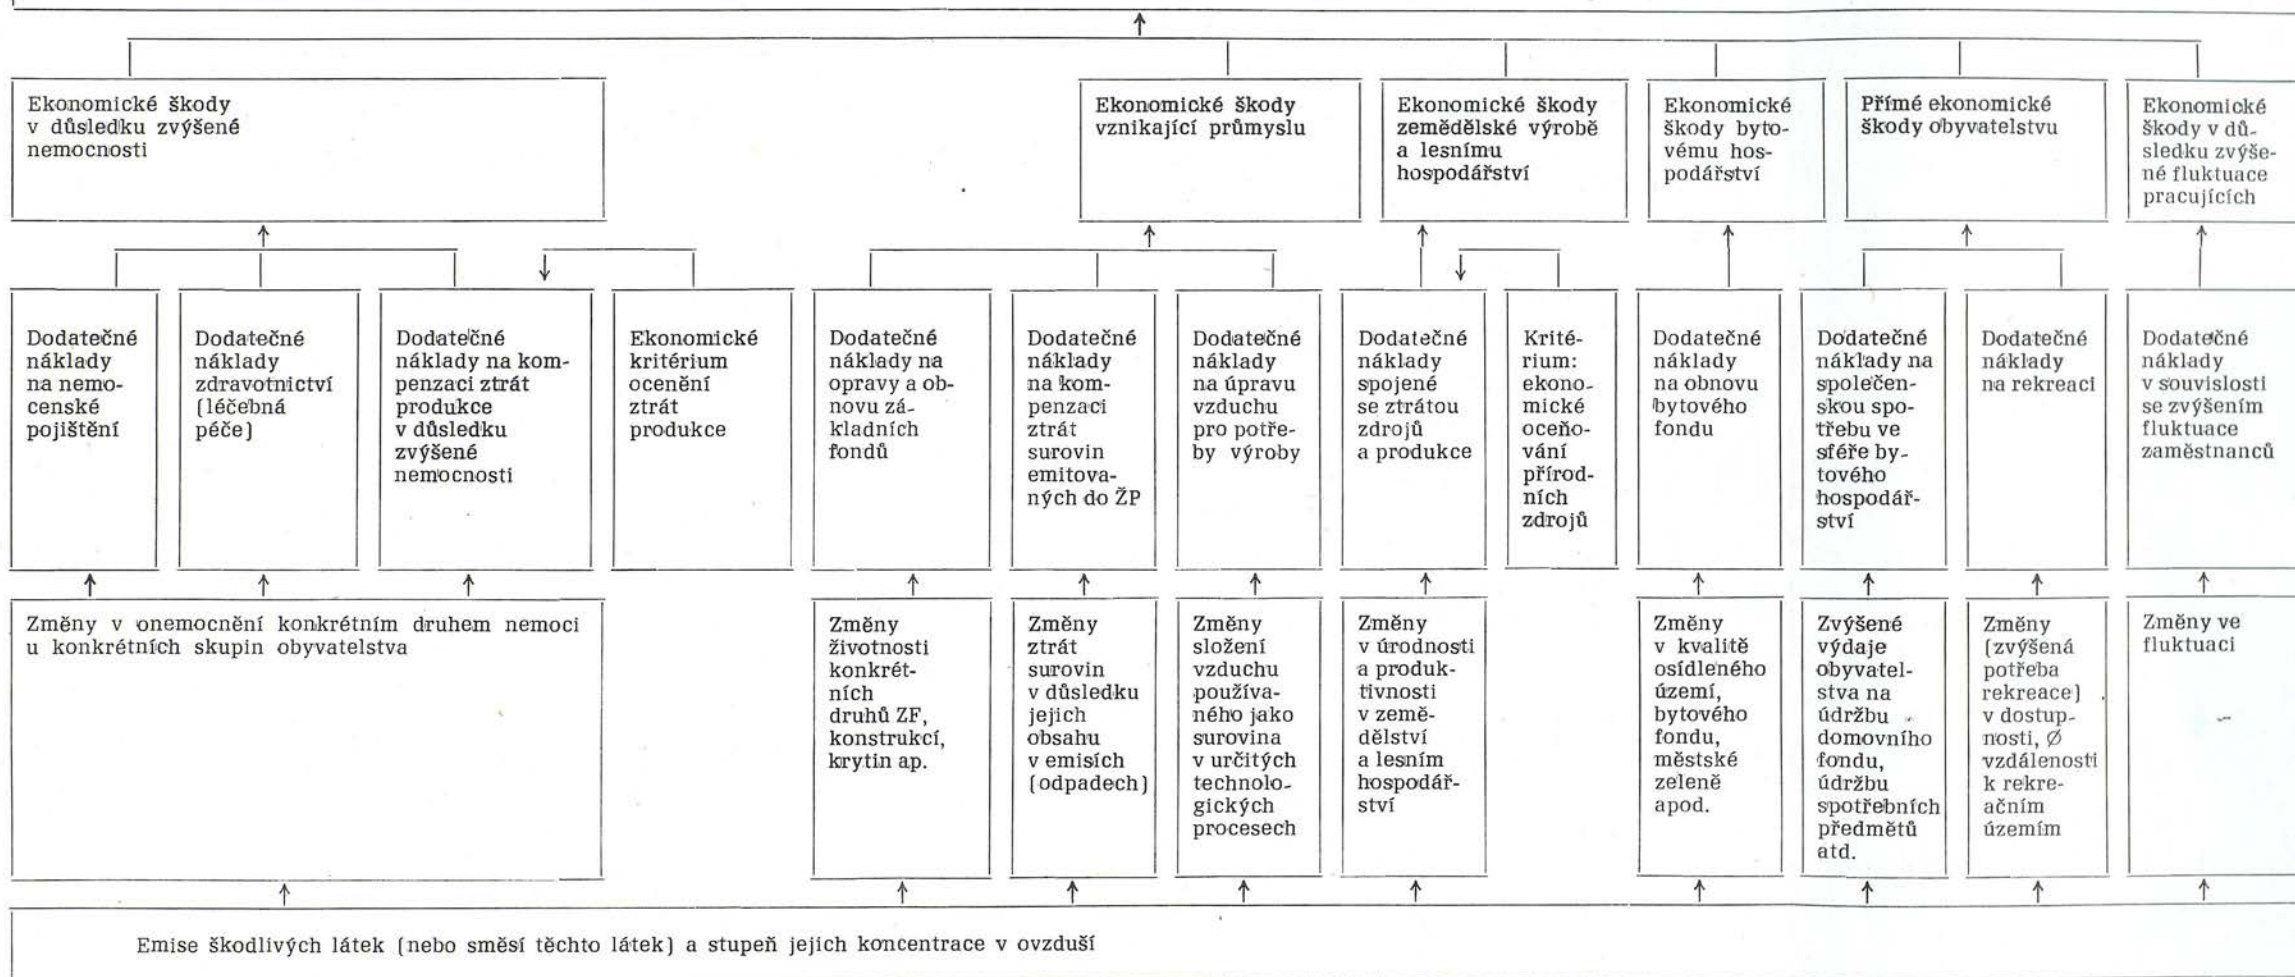 Ekonomické škody
v důsledku zvýšené
nemocnosti
Ekonomické škody
vznikající průmyslu
Ekonomické škody
zemědělské výrobě
a lesnímu
hospodářství
Ekonomické
škody byto-
vému hos-
podářství
Přímé ekonomické
škody obyvatelstvu
Ekonomické
škody v dů-
sledku zvýše-
né fluktuace
pracujících
Dodatečné
náklady
na nemo-
censké
pojištění
Dodatečné
náklady
zdravotnictví
(léčebná
péče)
Dodatečné
náklady na kom-
penzaci ztrát
produkce
v důsledku
zvýšené
nemocnosti
Ekonomické
kritérium
ocenění
ztrát
produkce
Dodatečné
náklady na
opravy a ob-
novu zá-
kladních
fondů
Dodatečné
náklady
na kom-
penzaci
ztrát
surovin
emitova-
ných do ŽP
Dodatečné
náklady
na úpravu
vzduchu
pro potře-
by výroby
Dodatečné
náklady
spojené
se ztrátou
zdrojů
a produkce
Krité-
rium:
ekono-
mické
oceňo-
vání
přírod-
ních
zdrojů
Dodatečné
náklady
na obnovu
bytového
fondu
Dodatečné
náklady na
společen-
skou spo-
třebu ve
sféře by-
tového
hospodář-
ství
Dodatečné
náklady
na rekreaci
Dodatečné
náklady
v souvislosti
se zvýšením
fluktuace
zaměstnanců
Změny v onemocnění konkrétním druhem nemoci
u konkrétních skupin obyvatelstva
Změny
životnosti
konkrét-
ních
druhů ZF,
konstrukcí,
krytin ap.
Změny
ztrát
surovin
v důsledku
jejich
obsahu
v emisích
(odpadech)
Změny
složení
vzduchu
používa-
ného jako
surovina
v určitých
technolo-
gických
procesech
Změny
v úrodnosti
a produk-
tivnosti
v země-
dělství
a lesním
hospodář-
ství
Změny
v kvalitě
osídleného
území,
bytového
fondu,
městské
zeleně
apod.
Zvýšené
výdaje
obyvatel-
stva na
údržbu
domovního
fondu,
údržbu
spotřebních
předmětů
atd.
Změny
(zvýšená
potřeba
rekreace)
v dostup-
nosti, Ø
vzdálenosti
k rekre-
ačním
územím
Změny ve
fluktuaci
Emise škodlivých látek (nebo směsí těchto látek) a stupeň jejich koncentrace v ovzduší